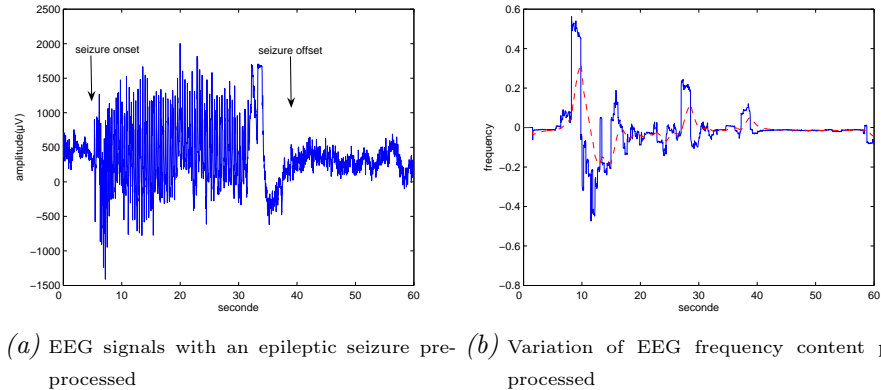 2500
2000
1500
1000
500
0
−500
−1000
−1500
amplitude(μV)
seizure onset
seizure offset
0 10 20 30 40 50 60
seconde
0.6
0.4
0.2
0
−0.2
−0.4
−0.6
−0.8
frequency
0 10 20 30 40 50 60
seconde
(a) EEG signals with an epileptic seizure pre-
processed
(b) Variation of EEG frequency content p
processed